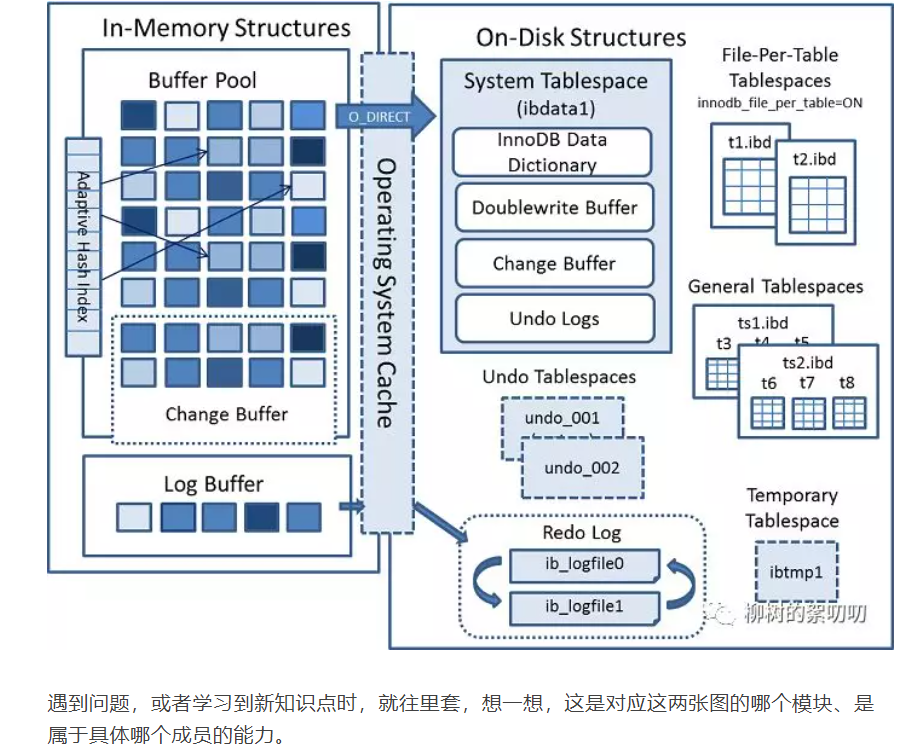 In-Memory Structures
Buffer Pool
Adaptive Hash Index
Change Buffer
Log Buffer
O_DIRECT
Operating System Cache
On-Disk Structures
System Tablespace
(ibdata1)
InnoDB Data
Dictionary
Doublewrite Buffer
Change Buffer
Undo Logs
File-Per-Table
Tablespaces
innodb_file_per_table=ON
t1.ibd
t2.ibd
General Tablespaces
ts1.ibd
t3 t4 t5
ts2.ibd
t6 t7 t8
Undo Tablespaces
undo_001
undo_002
Redo Log
ib_logfile0
ib_logfile1
Temporary
Tablespace
ibtmp1
柳树的絮叨叨
遇到问题，或者学习到新知识点时，就往里套，想一想，这是对应这两张图的哪个模块、是
属于具体哪个成员的能力。